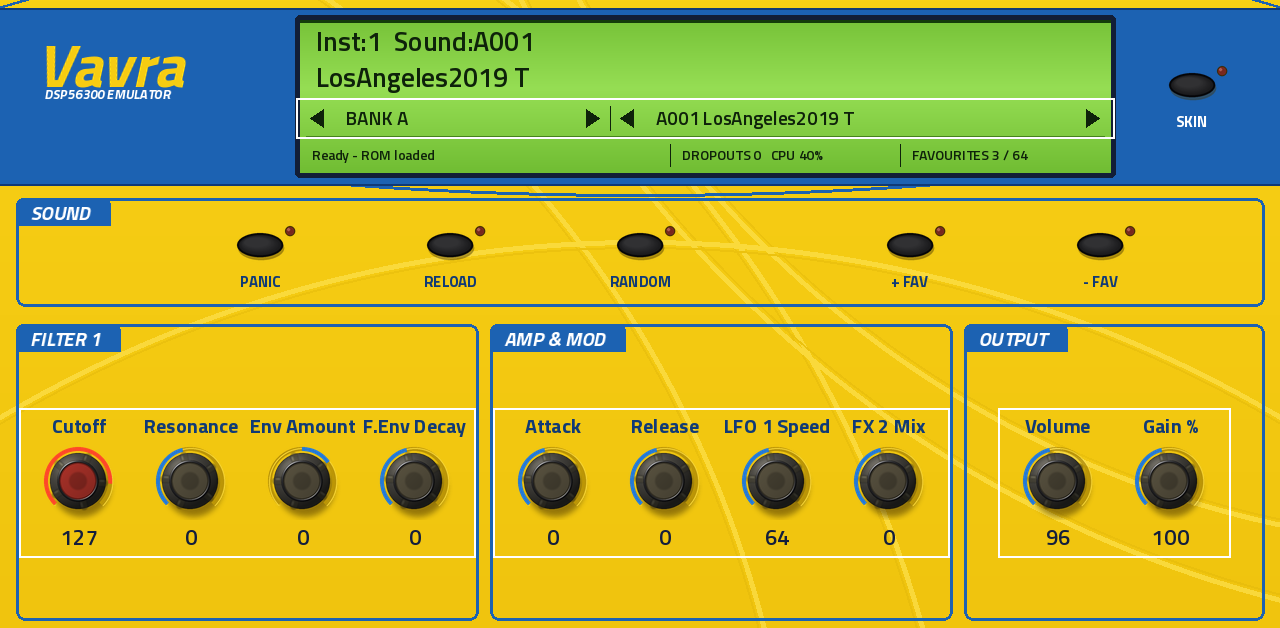 Vavra
DSP56300 EMULATOR
Inst:1 Sound:A001
LosAngeles2019 T
BANK A
A001 LosAngeles2019 T
Ready - ROM loaded
DROPOUTS 0 CPU 40%
FAVOURITES 3 / 64
SKIN
SOUND
PANIC
RELOAD
RANDOM
+ FAV
- FAV
FILTER 1
Cutoff Resonance Env Amount F.Env Decay
127 0 0 0
AMP & MOD
Attack Release LFO 1 Speed FX 2 Mix
0 0 64 0
OUTPUT
Volume Gain %
96 100